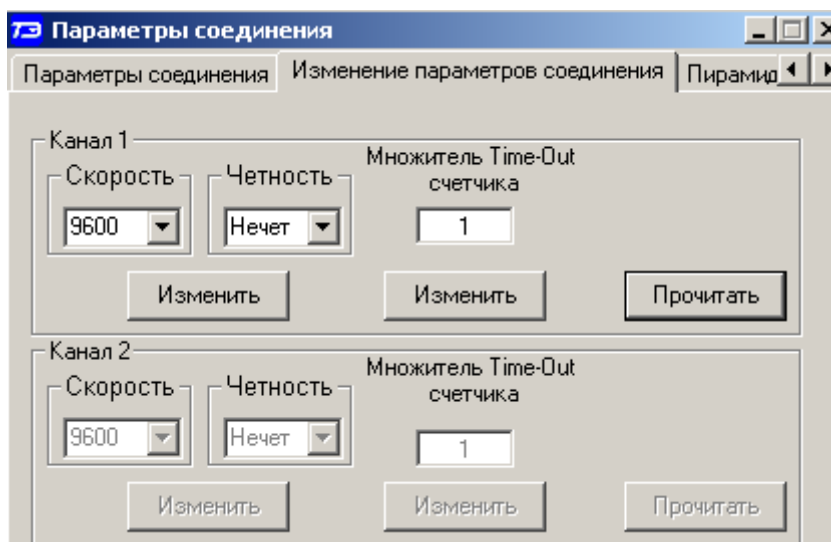 ТЭ Параметры соединения
Параметры соединения Изменение параметров соединения Пирамид
Канал 1
Скорость Четность Множитель Time-Out
счетчика
9600 Нечет 1
Изменить Изменить Прочитать
Канал 2
Скорость Четность Множитель Time-Out
счетчика
9600 Нечет 1
Изменить Изменить Прочитать